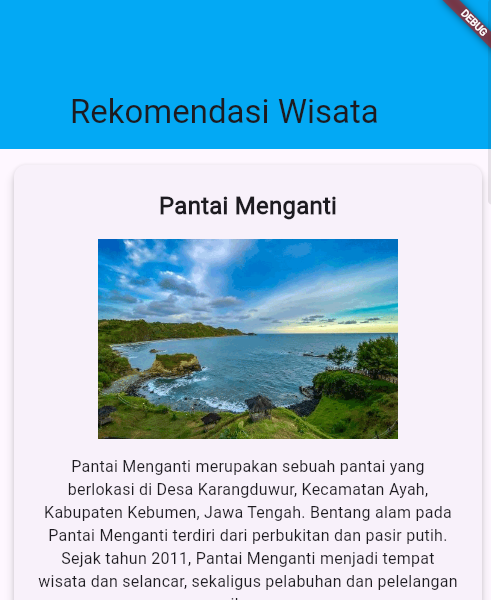 DEBUG
Rekomendasi Wisata
Pantai Menganti
Pantai Menganti merupakan sebuah pantai yang
berlokasi di Desa Karangduwur, Kecamatan Ayah,
Kabupaten Kebumen, Jawa Tengah. Bentang alam pada
Pantai Menganti terdiri dari perbukitan dan pasir putih.
Sejak tahun 2011, Pantai Menganti menjadi tempat
wisata dan selancar, sekaligus pelabuhan dan pelelangan